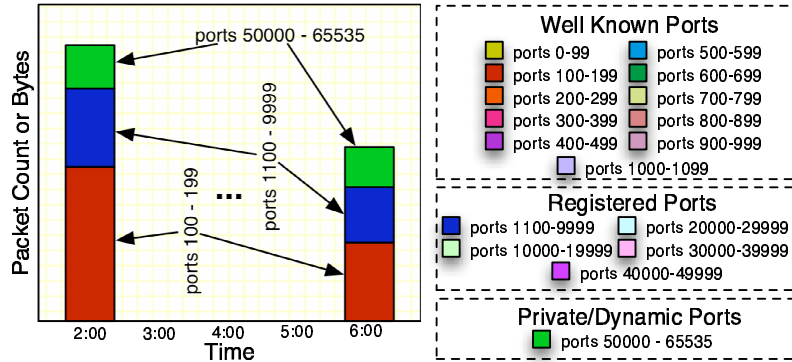 Packet Count or Bytes
ports 50000 - 65535
ports 1100 - 9999
ports 100 - 199
...
2:00
3:00
4:00
5:00
6:00
Time
Well Known Ports
ports 0-99
ports 500-599
ports 100-199
ports 600-699
ports 200-299
ports 700-799
ports 300-399
ports 800-899
ports 400-499
ports 900-999
ports 1000-1099
Registered Ports
ports 1100-9999
ports 20000-29999
ports 10000-19999
ports 30000-39999
ports 40000-49999
Private/Dynamic Ports
ports 50000 - 65535